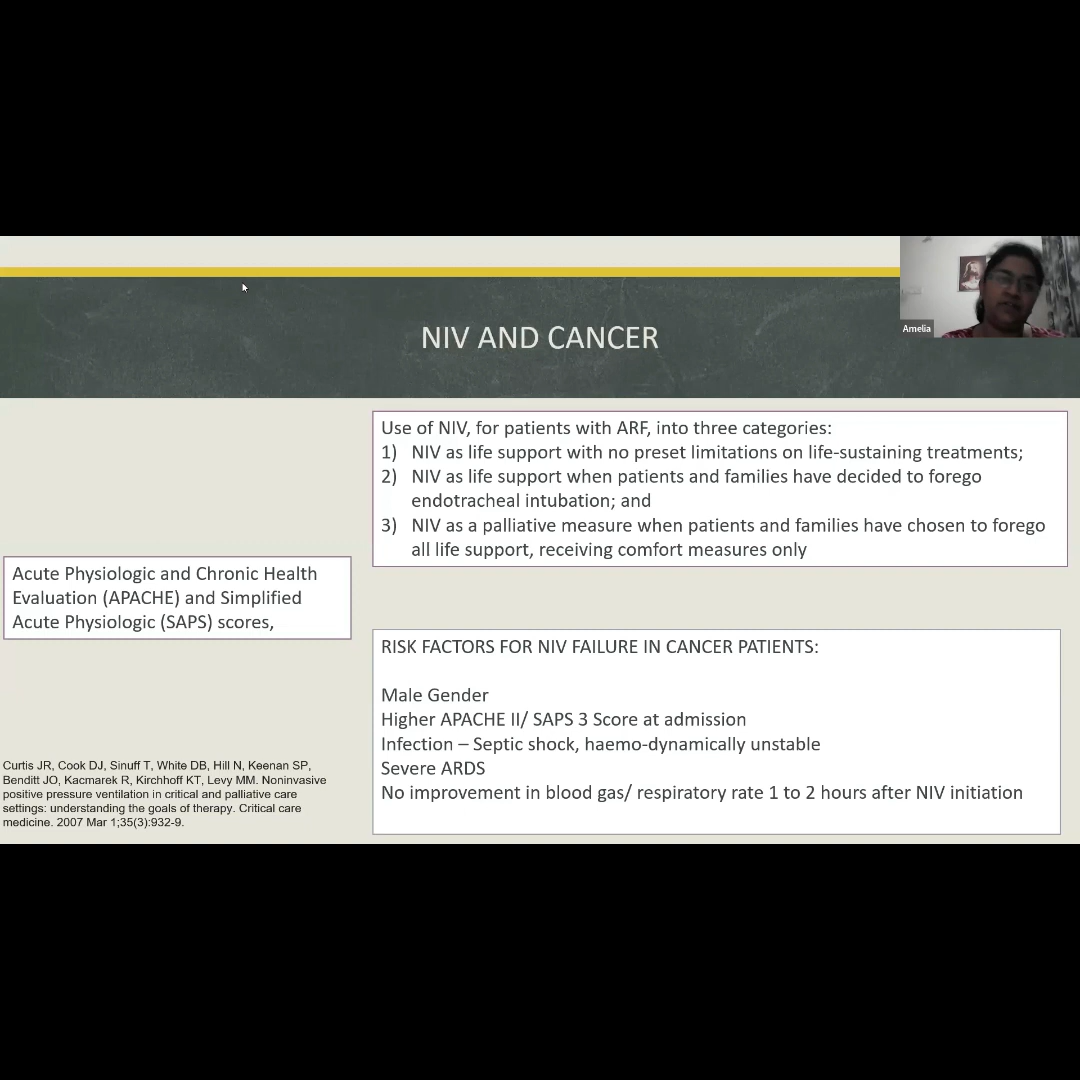 NIV AND CANCER
Amelia
Use of NIV, for patients with ARF, into three categories:
1) NIV as life support with no preset limitations on life-sustaining treatments;
2) NIV as life support when patients and families have decided to forego
endotracheal intubation; and
3) NIV as a palliative measure when patients and families have chosen to forego
all life support, receiving comfort measures only
Acute Physiologic and Chronic Health
Evaluation (APACHE) and Simplified
Acute Physiologic (SAPS) scores,
RISK FACTORS FOR NIV FAILURE IN CANCER PATIENTS:
Male Gender
Higher APACHE II/ SAPS 3 Score at admission
Infection – Septic shock, haemo-dynamically unstable
Severe ARDS
No improvement in blood gas/ respiratory rate 1 to 2 hours after NIV initiation
Curtis JR, Cook DJ, Sinuff T, White DB, Hill N, Keenan SP,
Benditt JO, Kacmarek R, Kirchhoff KT, Levy MM. Noninvasive
positive pressure ventilation in critical and palliative care
settings: understanding the goals of therapy. Critical care
medicine. 2007 Mar 1;35(3):932-9.